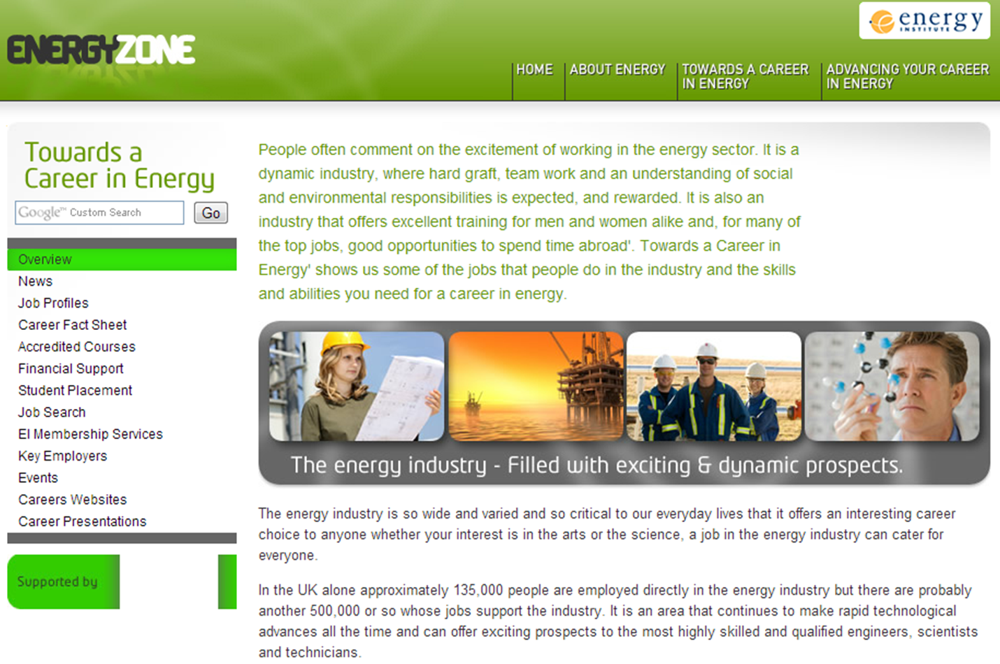 ENERGYZONE
energy
INSTITUTE
HOME
ABOUT ENERGY
TOWARDS A CAREER
IN ENERGY
ADVANCING YOUR CAREER
IN ENERGY
Towards a
Career in Energy
Google™ Custom Search
Go
Overview
News
Job Profiles
Career Fact Sheet
Accredited Courses
Financial Support
Student Placement
Job Search
EI Membership Services
Key Employers
Events
Careers Websites
Career Presentations
Supported by
People often comment on the excitement of working in the energy sector. It is a
dynamic industry, where hard graft, team work and an understanding of social
and environmental responsibilities is expected, and rewarded. It is also an
industry that offers excellent training for men and women alike and, for many of
the top jobs, good opportunities to spend time abroad'. Towards a Career in
Energy' shows us some of the jobs that people do in the industry and the skills
and abilities you need for a career in energy.
The energy industry - Filled with exciting & dynamic prospects.
The energy industry is so wide and varied and so critical to our everyday lives that it offers an interesting career
choice to anyone whether your interest is in the arts or the science, a job in the energy industry can cater for
everyone.
In the UK alone approximately 135,000 people are employed directly in the energy industry but there are probably
another 500,000 or so whose jobs support the industry. It is an area that continues to make rapid technological
advances all the time and can offer exciting prospects to the most highly skilled and qualified engineers, scientists
and technicians.